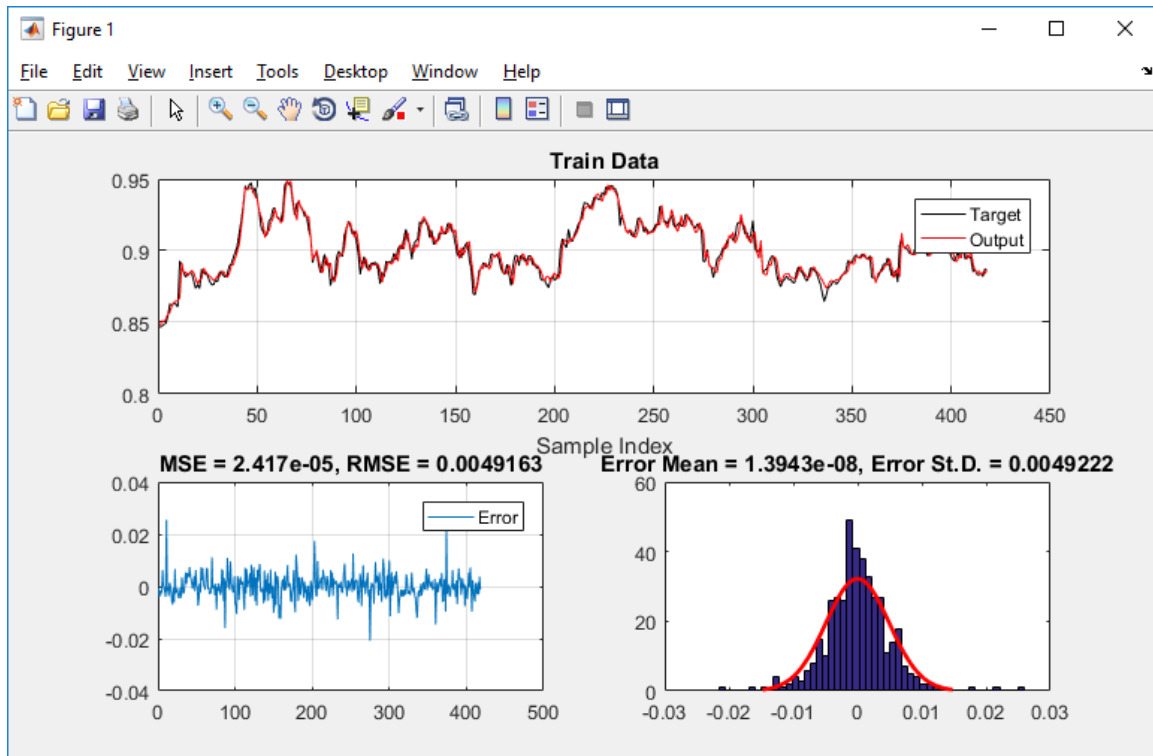 Figure 1
File Edit View Insert Tools Desktop Window Help
Train Data
0.95
0.9
0.85
0.8
Target
Output
0 50 100 150 200 250 300 350 400 450
Sample Index
MSE = 2.417e-05, RMSE = 0.0049163
0.04
0.02
0
-0.02
-0.04
Error
0 100 200 300 400 500
Error Mean = 1.3943e-08, Error St.D. = 0.0049222
60
40
20
0
-0.03 -0.02 -0.01 0 0.01 0.02 0.03